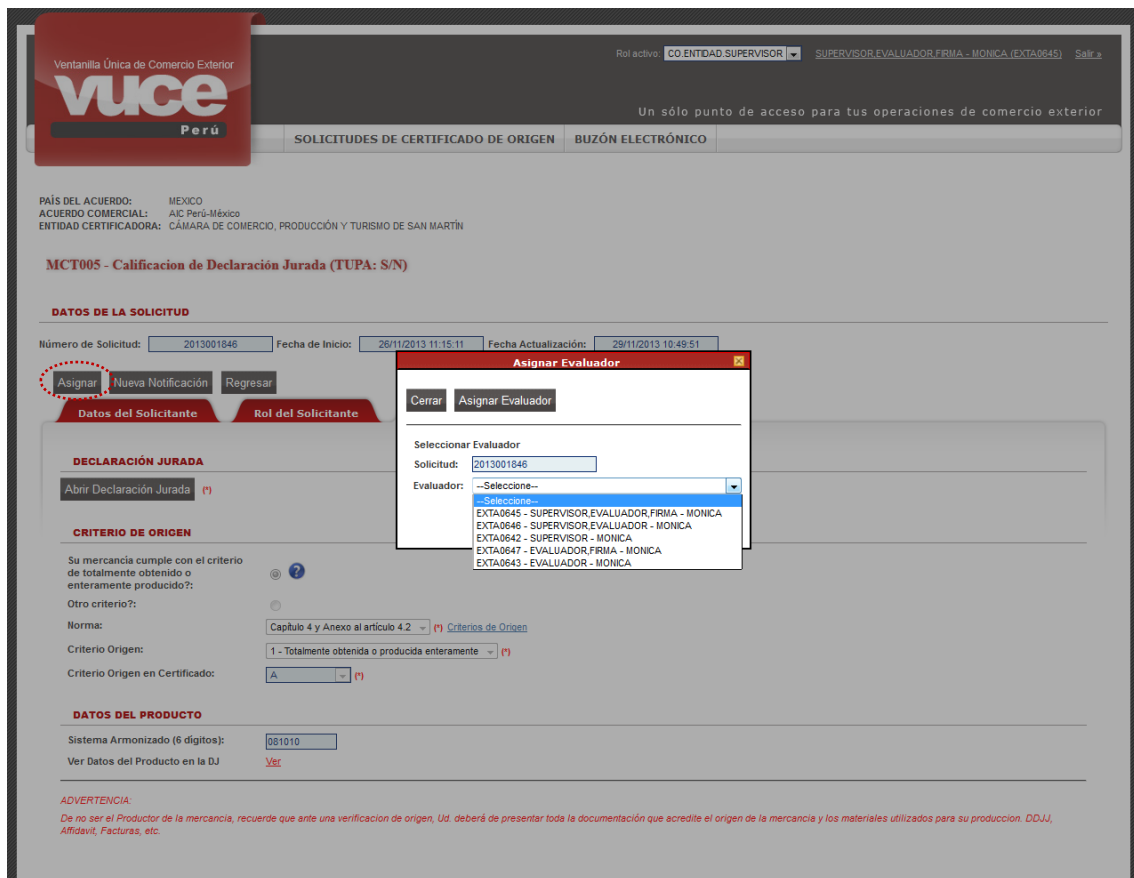 Ventanilla Única de Comercio Exterior
vuce
Perú
Rol activo: CO.ENTIDAD.SUPERVISOR SUPERVISOR,EVALUADOR,FIRMA - MONICA (EXTA0645) Salir »
Un sólo punto de acceso para tus operaciones de comercio exterior
SOLICITUDES DE CERTIFICADO DE ORIGEN BUZÓN ELECTRÓNICO
PAÍS DEL ACUERDO: MEXICO
ACUERDO COMERCIAL: AIC Perú-México
ENTIDAD CERTIFICADORA: CÁMARA DE COMERCIO, PRODUCCIÓN Y TURISMO DE SAN MARTÍN
MCT005 - Calificacion de Declaración Jurada (TUPA: S/N)
DATOS DE LA SOLICITUD
Número de Solicitud: 2013001846 Fecha de Inicio: 26/11/2013 11:15:11 Fecha Actualización: 29/11/2013 10:49:51
Asignar Nueva Notificación Regresar
Datos del Solicitante Rol del Solicitante
Asignar Evaluador
Cerrar Asignar Evaluador
Seleccionar Evaluador
Solicitud: 2013001846
Evaluador: --Seleccione--
--Seleccione--
EXTA0645 - SUPERVISOR,EVALUADOR,FIRMA - MONICA
EXTA0646 - SUPERVISOR,EVALUADOR - MONICA
EXTA0642 - SUPERVISOR - MONICA
EXTA0647 - EVALUADOR,FIRMA - MONICA
EXTA0643 - EVALUADOR - MONICA
DECLARACIÓN JURADA
Abrir Declaración Jurada (*)
CRITERIO DE ORIGEN
Su mercancía cumple con el criterio
de totalmente obtenido o
enteramente producido?:
Otro criterio?:
Norma: Capítulo 4 y Anexo al artículo 4.2 (*) Criterios de Origen
Criterio Origen: 1 - Totalmente obtenida o producida enteramente (*)
Criterio Origen en Certificado: A (*)
DATOS DEL PRODUCTO
Sistema Armonizado (6 dígitos): 081010
Ver Datos del Producto en la DJ Ver
ADVERTENCIA:
De no ser el Productor de la mercancia, recuerde que ante una verificacion de origen, Ud. deberá de presentar toda la documentación que acredite el origen de la mercancia y los materiales utilizados para su produccion. DDJJ,
Affidavit, Facturas, etc.